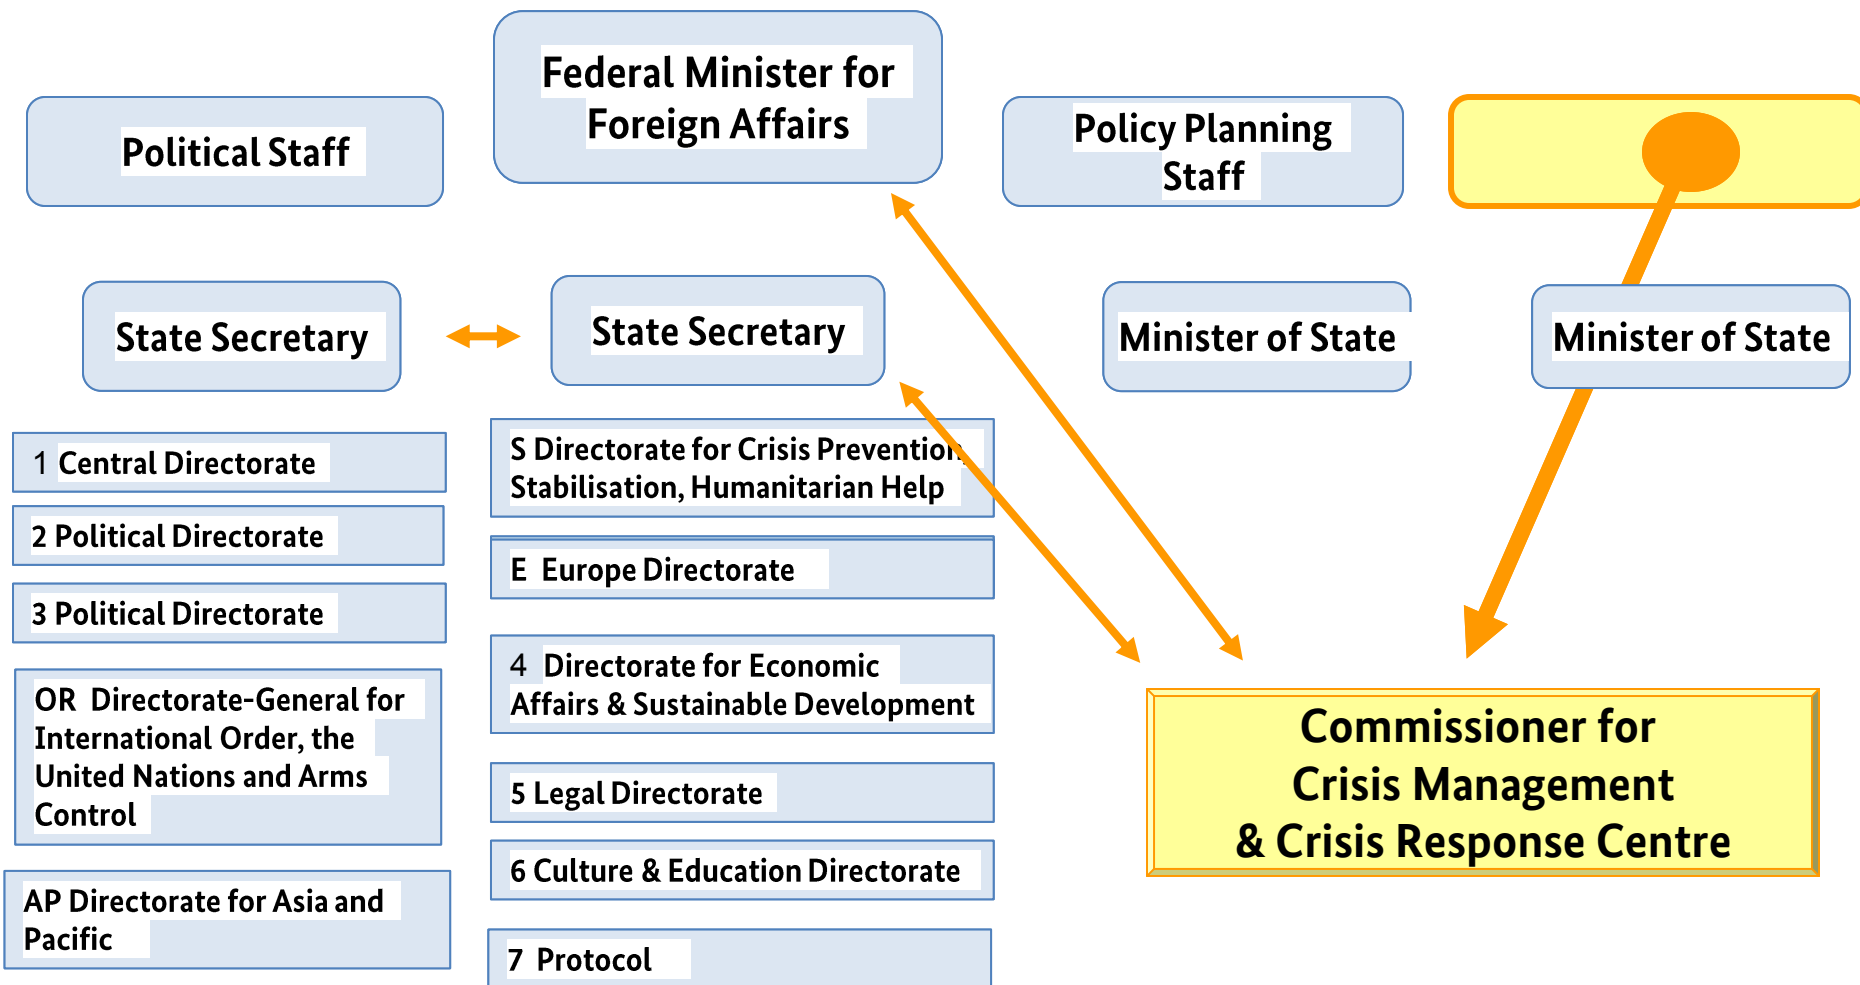 Federal Minister for
Foreign Affairs
Political Staff
Policy Planning
Staff
State Secretary
State Secretary
Minister of State
Minister of State
1 Central Directorate
2 Political Directorate
3 Political Directorate
OR Directorate-General for
International Order, the
United Nations and Arms
Control
AP Directorate for Asia and
Pacific
S Directorate for Crisis Prevention,
Stabilisation, Humanitarian Help
E Europe Directorate
4 Directorate for Economic
Affairs & Sustainable Development
5 Legal Directorate
6 Culture & Education Directorate
7 Protocol
Commissioner for
Crisis Management
& Crisis Response Centre